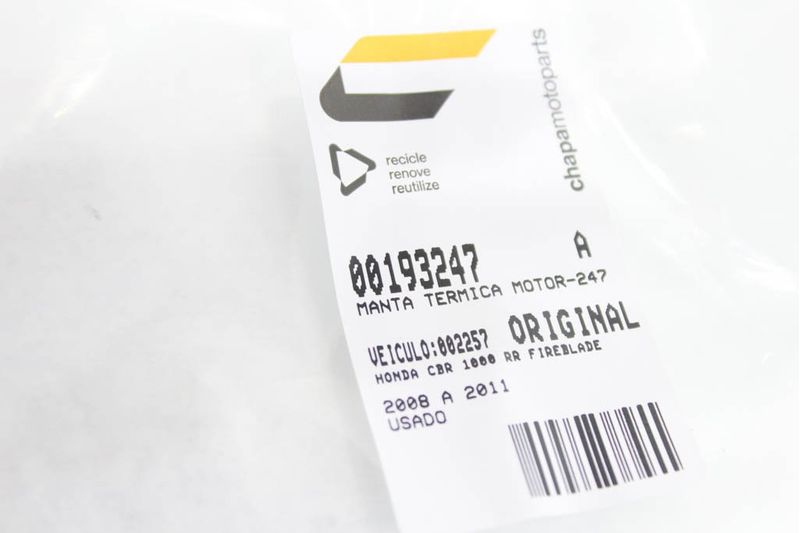 chapamotoparts
recicle
renove
reutilize
00193247 A
MANTA TERMICA MOTOR-247
VEICULO:002257 ORIGINAL
HONDA CBR 1000 RR FIREBLADE
2008 A 2011
USADO